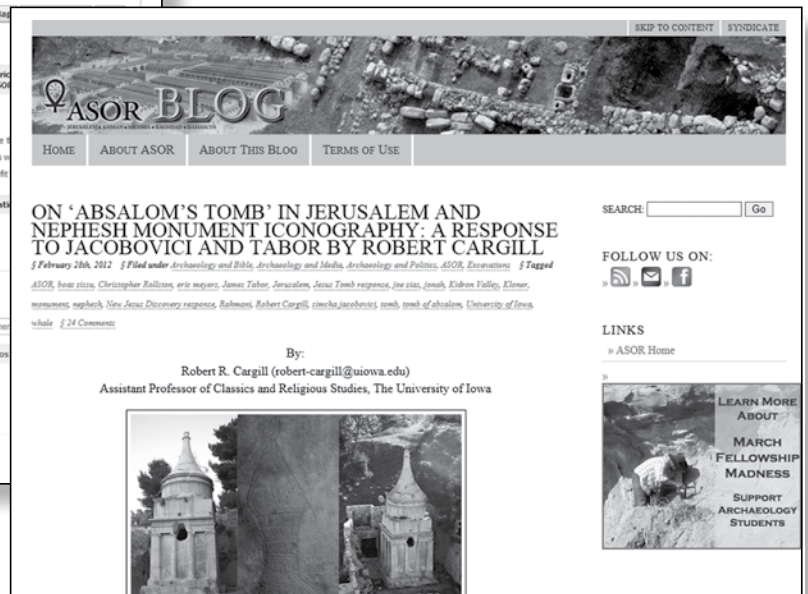 SKIP TO CONTENT SYNDICATE
ASOR BLOG
HOME ABOUT ASOR ABOUT THIS BLOG TERMS OF USE
ON ‘ABSALOM’S TOMB’ IN JERUSALEM AND
NEPHESH MONUMENT ICONOGRAPHY: A RESPONSE
TO JACOBOVICI AND TABOR BY ROBERT CARGILL
§ February 28th, 2012 § Filed under Archaeology and Bible, Archaeology and Media, Archaeology and Politics, ASOR, Excavations § Tagged
ASOR, boaz zissu, Christopher Rollston, eric meyers, James Tabor, Jerusalem, Jesus Tomb response, joe zias, jonah, Kidron Valley, Kloner,
monument, nephesh, New Jesus Discovery response, Rahmani, Robert Cargill, simcha jacobovici, tomb, tomb of absalom, University of Iowa,
whale § 24 Comments
By:
Robert R. Cargill (robert-cargill@uiowa.edu)
Assistant Professor of Classics and Religious Studies, The University of Iowa
SEARCH: Go
FOLLOW US ON:
» » »
LINKS
» ASOR Home
»
LEARN MORE
ABOUT
MARCH
FELLOWSHIP
MADNESS
SUPPORT
ARCHAEOLOGY
STUDENTS